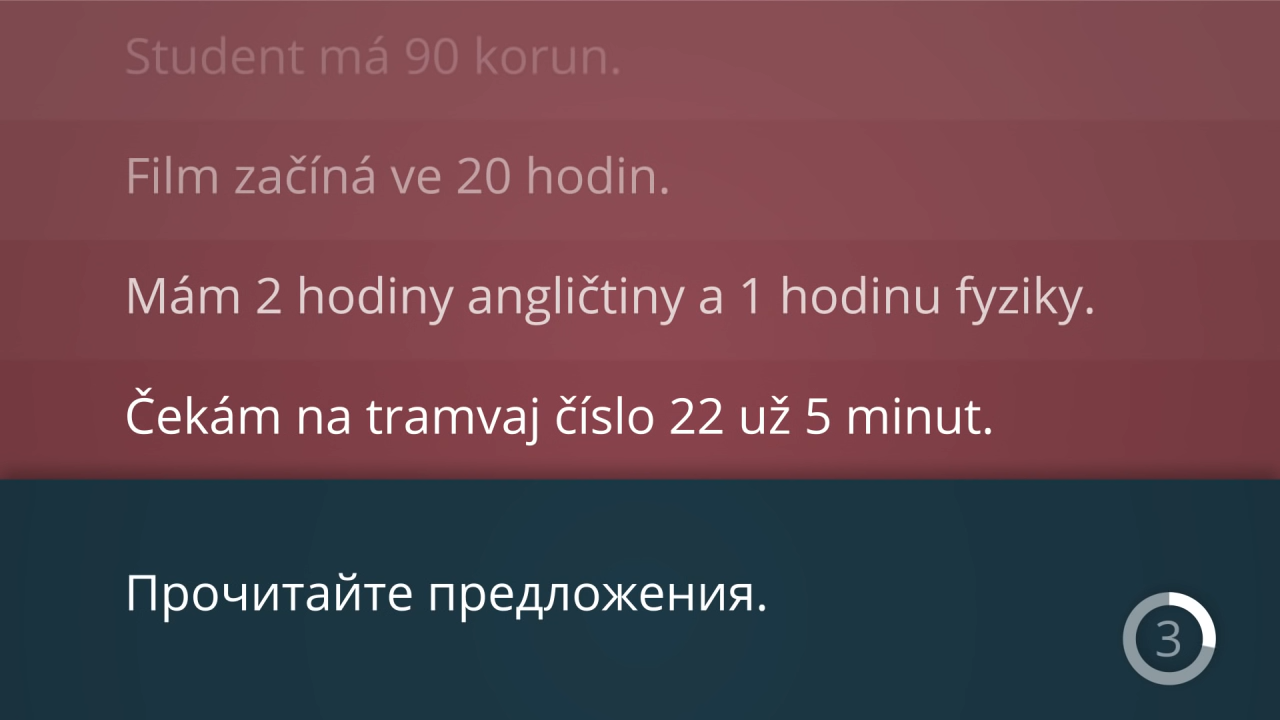 Student má 90 korun.
Film začíná ve 20 hodin.
Mám 2 hodiny angličtiny a 1 hodinu fyziky.
Čekám na tramvaj číslo 22 už 5 minut.
Прочитайте предложения.
3